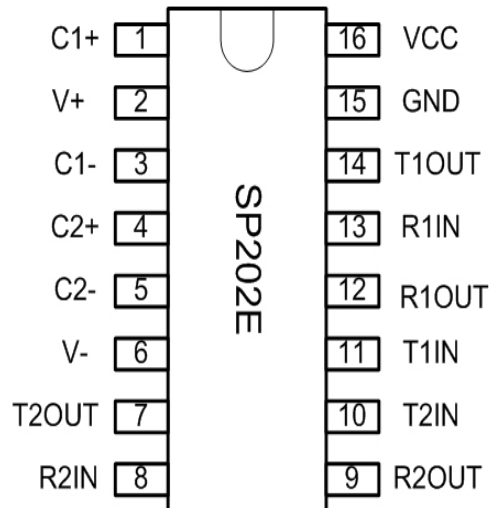 C1+ 1 16 VCC
V+ 2 15 GND
C1- 3 14 T1OUT
C2+ 4 13 R1IN
C2- 5 12 R1OUT
V- 6 11 T1IN
T2OUT 7 10 T2IN
R2IN 8 9 R2OUT
SP202E